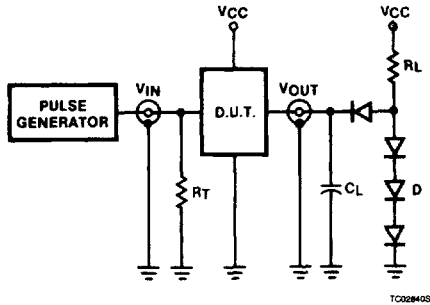 VCC
VCC
RL
VIN
VOUT
PULSE
GENERATOR
D.U.T.
RT
CL
D
TC02840S